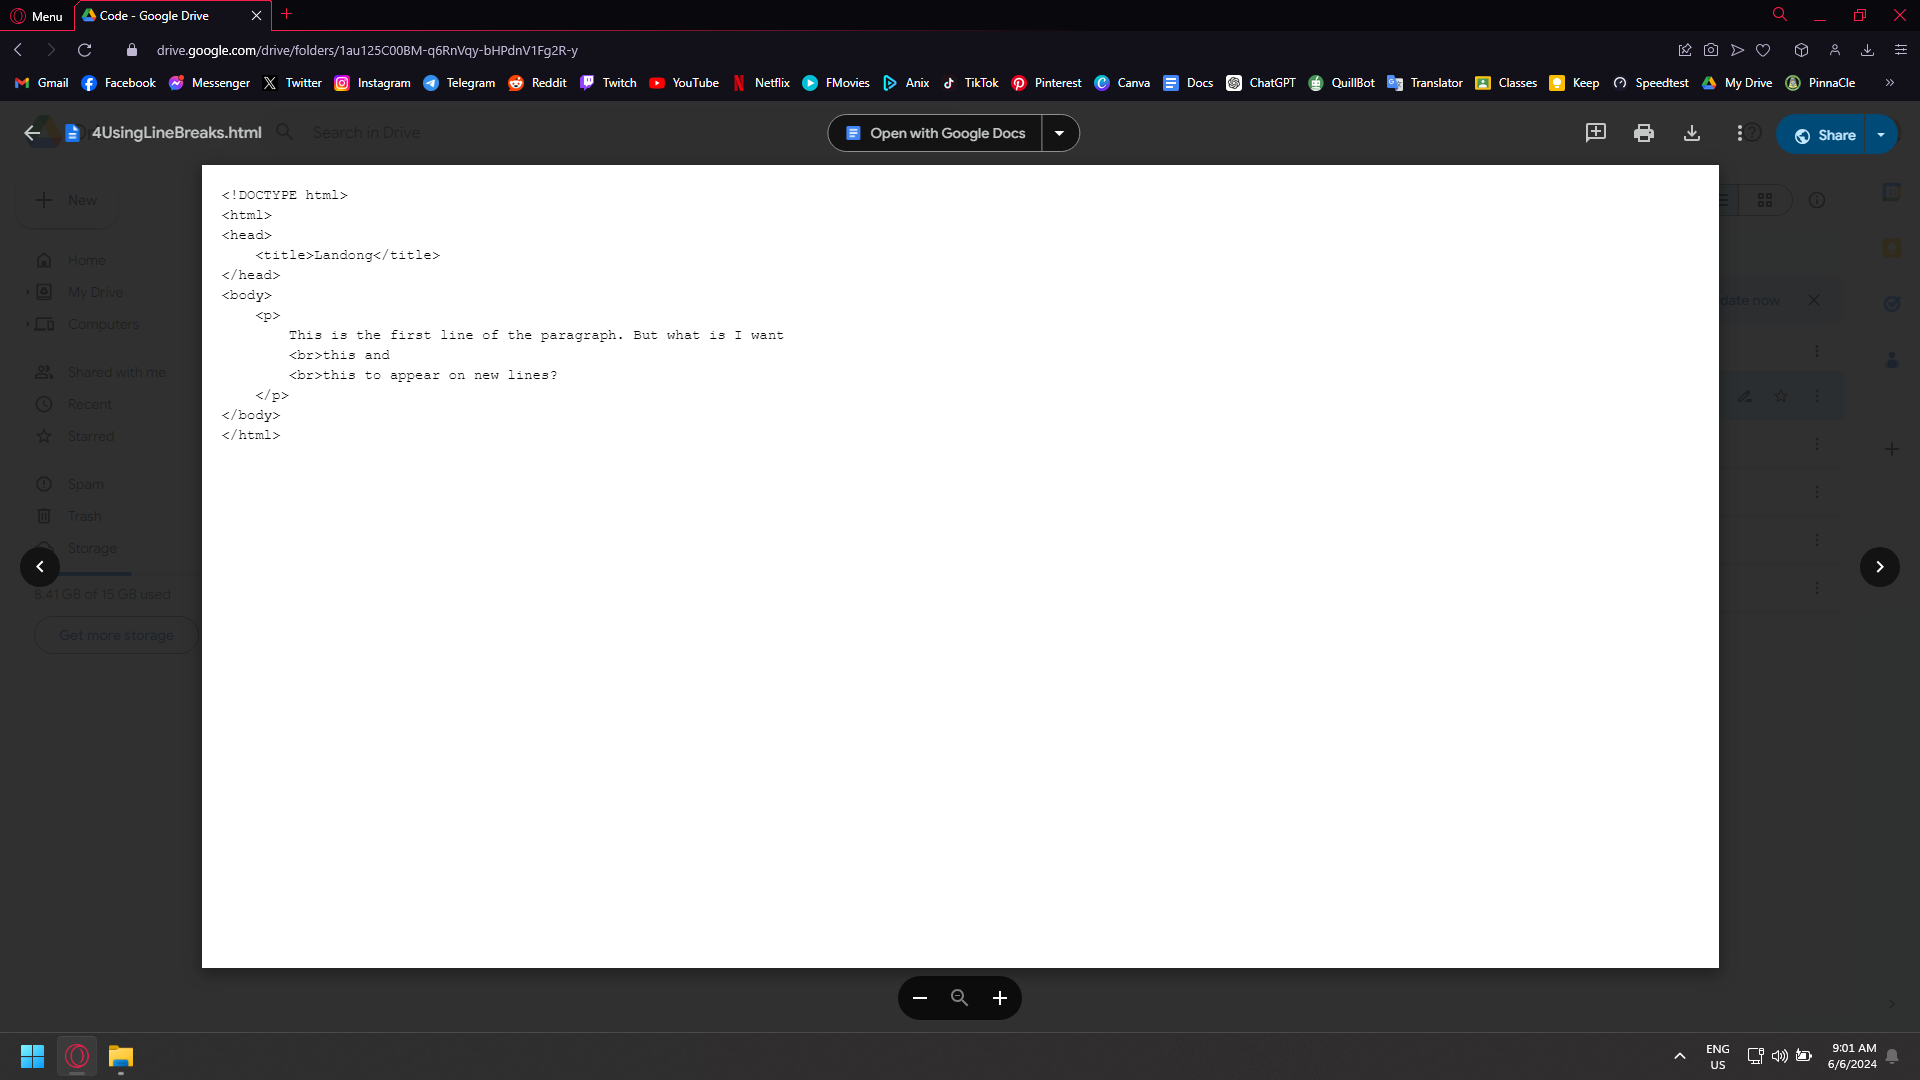 Menu
Code - Google Drive
drive.google.com/drive/folders/1au125C00BM-q6RnVqy-bHPdnV1Fg2R-y
Gmail Facebook Messenger Twitter Instagram Telegram Reddit Twitch YouTube Netflix FMovies Anix TikTok Pinterest Canva Docs ChatGPT QuillBot Translator Classes Keep Speedtest My Drive PinnaCle
4UsingLineBreaks.html Search in Drive Open with Google Docs Share
<!DOCTYPE html>
<html>
<head>
    <title>Landong</title>
</head>
<body>
    <p>
        This is the first line of the paragraph. But what is I want
        <br>this and
        <br>this to appear on new lines?
    </p>
</body>
</html>
New
Home
My Drive
Computers
Shared with me
Recent
Starred
Spam
Trash
Storage
8.41 GB of 15 GB used
Get more storage
now
ENG
US
9:01 AM
6/6/2024